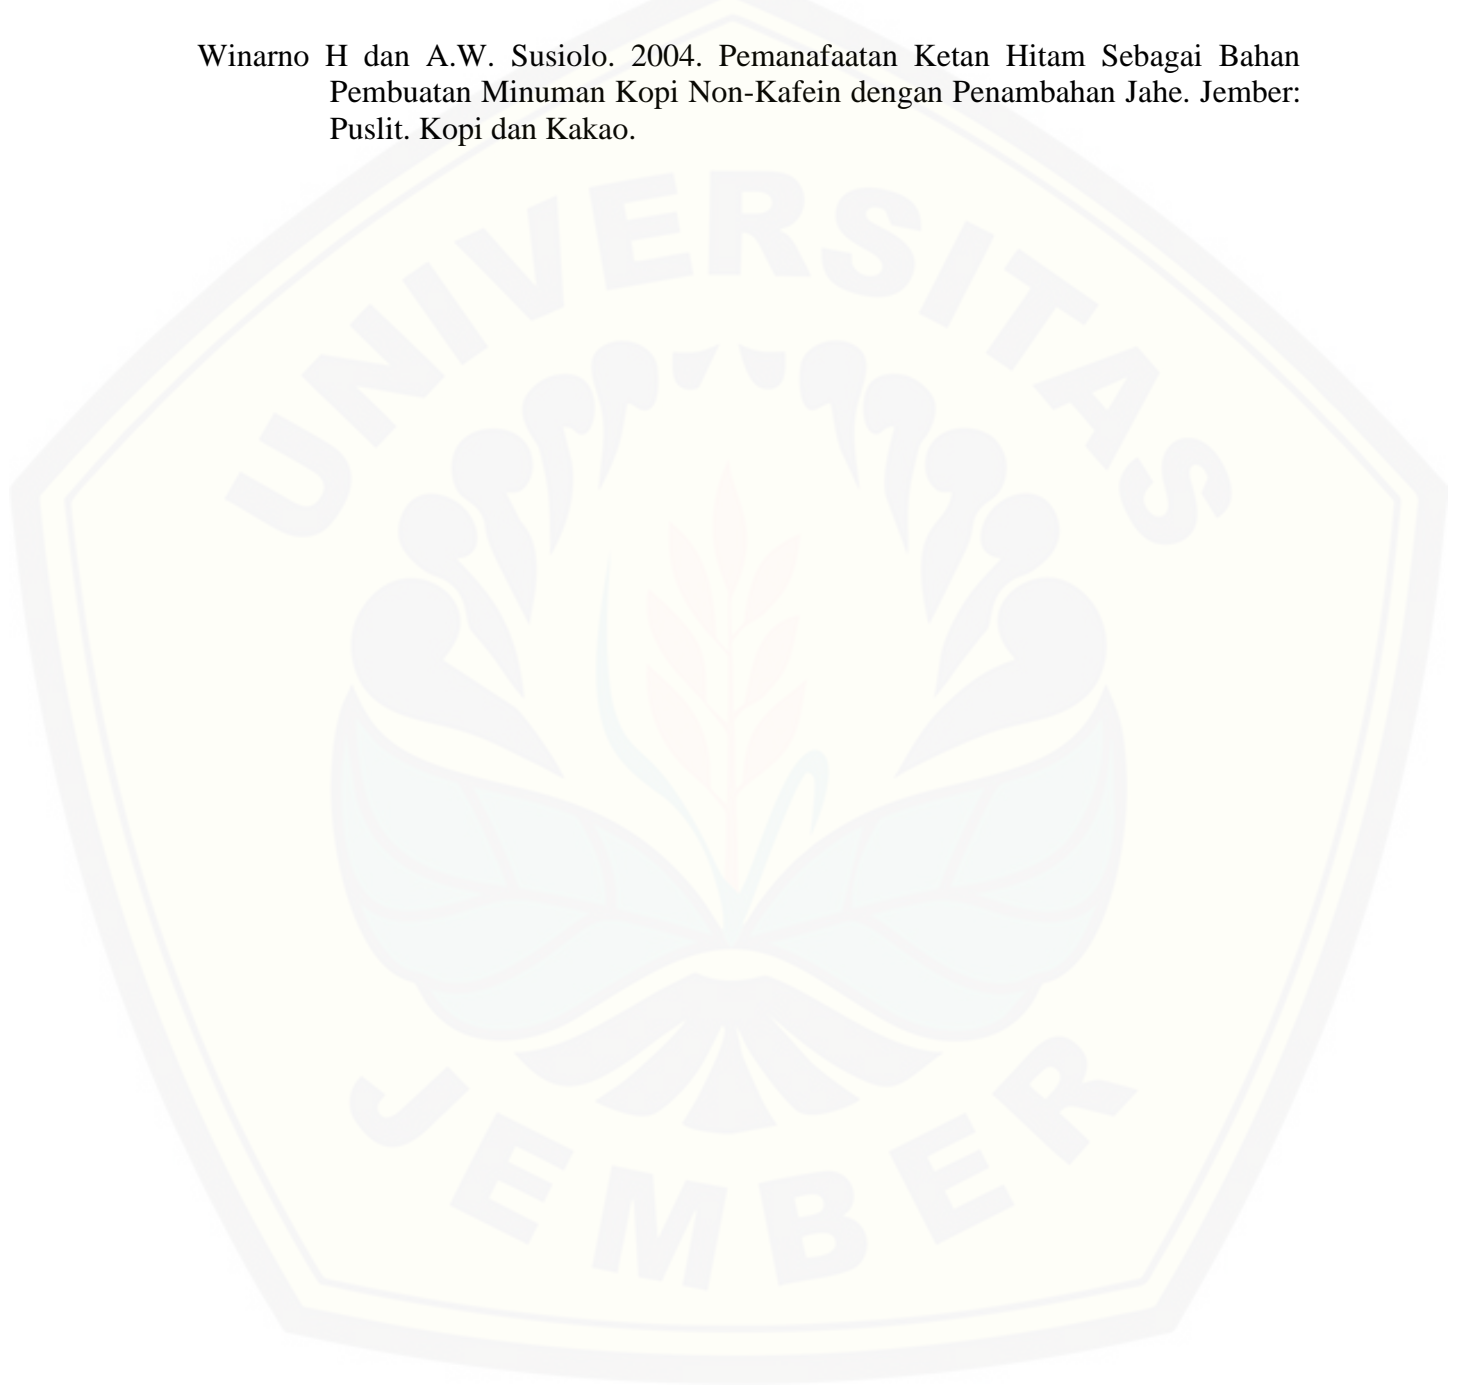 Winarno H dan A.W. Susiolo. 2004. Pemanafaatan Ketan Hitam Sebagai Bahan
Pembuatan Minuman Kopi Non-Kafein dengan Penambahan Jahe. Jember:
Puslit. Kopi dan Kakao.
UNIVERSITAS
JEMBER